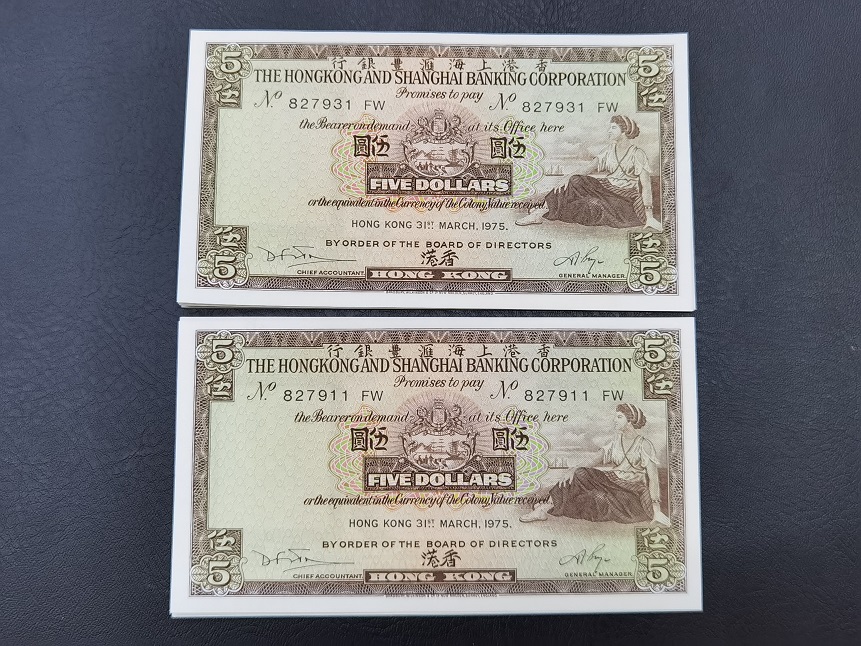 5 5
行銀豐滙海上港香
THE HONGKONG AND SHANGHAI BANKING CORPORATION
伍 Promises to pay 伍
No 827931 FW No 827931 FW
the Bearer on demand at its Office here
圓伍 圓伍
FIVE DOLLARS
or the equivalent in the Currency of the Colony Value received
HONG KONG 31ST MARCH, 1975.
BY ORDER OF THE BOARD OF DIRECTORS
伍 港香 伍
CHIEF ACCOUNTANT. HONG KONG GENERAL MANAGER.
5 5
5 5
行銀豐滙海上港香
THE HONGKONG AND SHANGHAI BANKING CORPORATION
伍 Promises to pay 伍
No 827911 FW No 827911 FW
the Bearer on demand at its Office here
圓伍 圓伍
FIVE DOLLARS
or the equivalent in the Currency of the Colony Value received
HONG KONG 31ST MARCH, 1975.
BY ORDER OF THE BOARD OF DIRECTORS
伍 港香 伍
CHIEF ACCOUNTANT. HONG KONG GENERAL MANAGER.
5 5